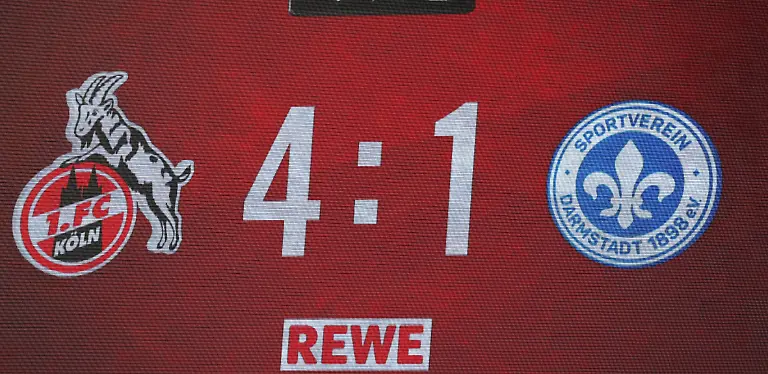 4:1
1.FC
KÖLN
SPORTVEREIN
DARMSTADT 1898 e.V.
REWE